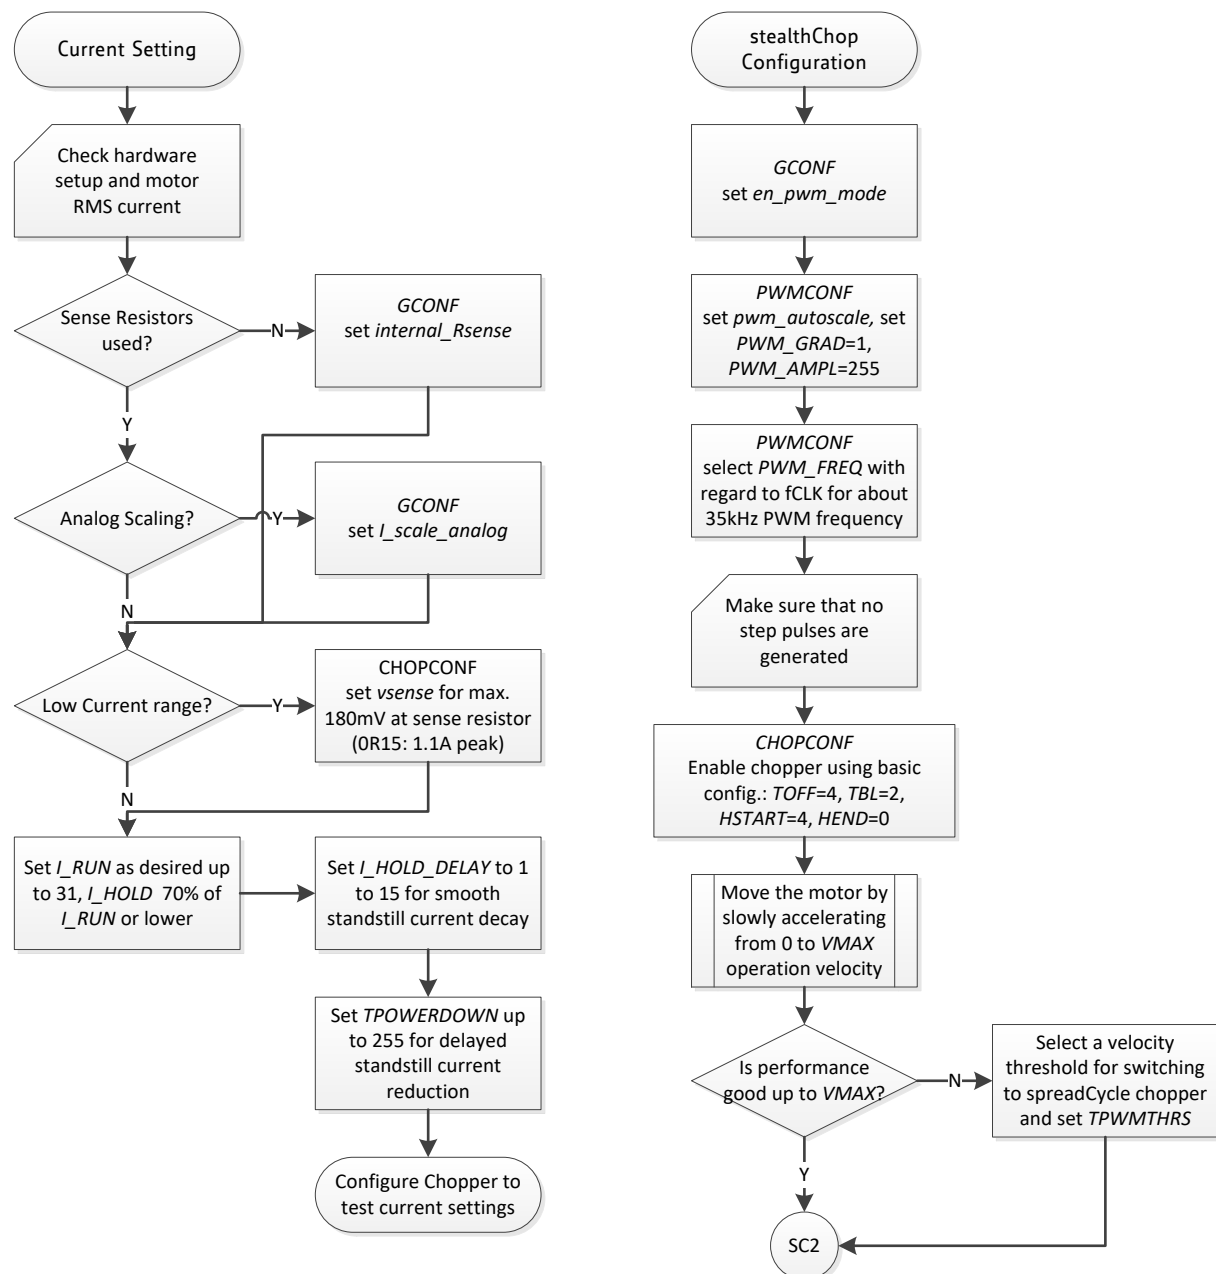 Current Setting
Check hardware
setup and motor
RMS current
Sense Resistors
used?
N
GCONF
set internal_Rsense
Y
Analog Scaling?
Y
GCONF
set I_scale_analog
N
Low Current range?
Y
CHOPCONF
set vsense for max.
180mV at sense resistor
(0R15: 1.1A peak)
N
Set I_RUN as desired up
to 31, I_HOLD 70% of
I_RUN or lower
Set I_HOLD_DELAY to 1
to 15 for smooth
standstill current decay
Set TPOWERDOWN up
to 255 for delayed
standstill current
reduction
Configure Chopper to
test current settings
stealthChop
Configuration
GCONF
set en_pwm_mode
PWMCONF
set pwm_autoscale, set
PWM_GRAD=1,
PWM_AMPL=255
PWMCONF
select PWM_FREQ with
regard to fCLK for about
35kHz PWM frequency
Make sure that no
step pulses are
generated
CHOPCONF
Enable chopper using basic
config.: TOFF=4, TBL=2,
HSTART=4, HEND=0
Move the motor by
slowly accelerating
from 0 to VMAX
operation velocity
Is performance
good up to VMAX?
N
Select a velocity
threshold for switching
to spreadCycle chopper
and set TPWMTHRS
Y
SC2